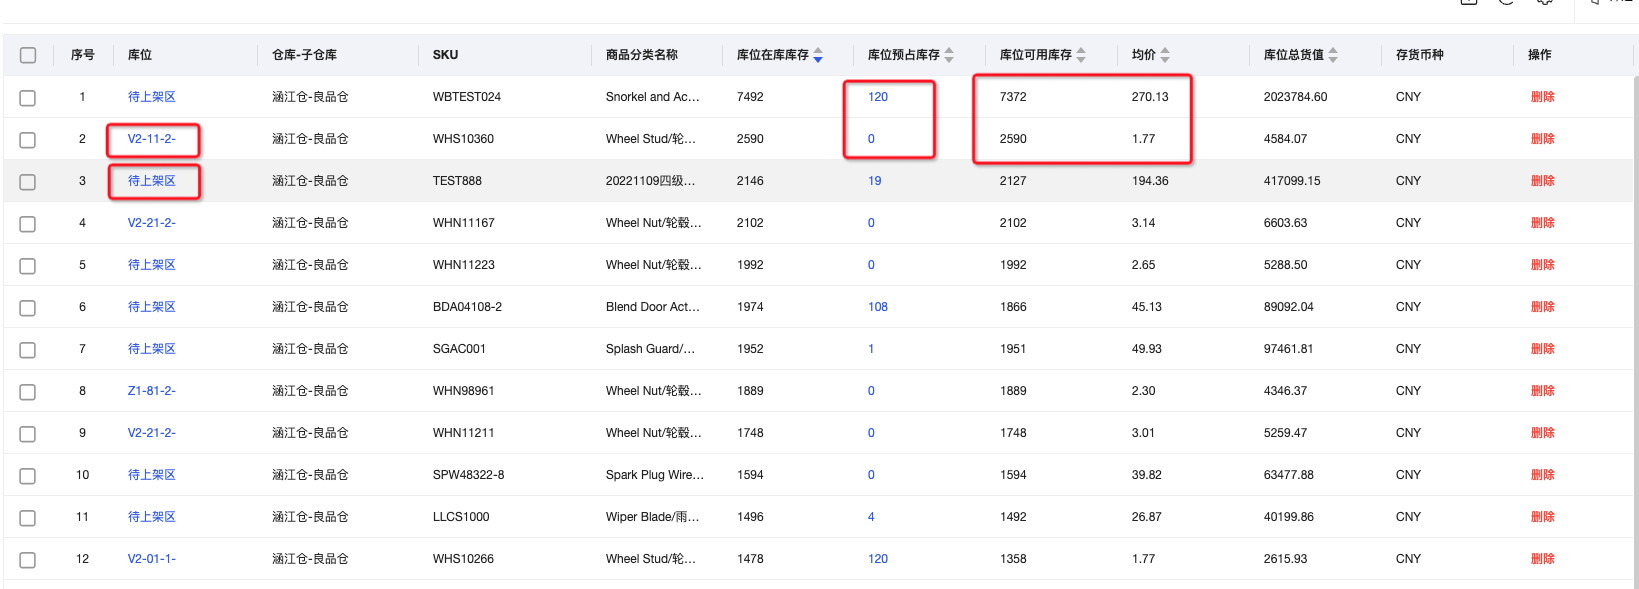 序号 库位 仓库-子仓库 SKU 商品分类名称 库位在库库存 库位预占库存 库位可用库存 均价 库位总货值 存货币种 操作
1 待上架区 涵江仓-良品仓 WBTEST024 Snorkel and Ac... 7492 120 7372 270.13 2023784.60 CNY 删除
2 V2-11-2- 涵江仓-良品仓 WHS10360 Wheel Stud/轮... 2590 0 2590 1.77 4584.07 CNY 删除
3 待上架区 涵江仓-良品仓 TEST888 20221109四级... 2146 19 2127 194.36 417099.15 CNY 删除
4 V2-21-2- 涵江仓-良品仓 WHN11167 Wheel Nut/轮毂... 2102 0 2102 3.14 6603.63 CNY 删除
5 待上架区 涵江仓-良品仓 WHN11223 Wheel Nut/轮毂... 1992 0 1992 2.65 5288.50 CNY 删除
6 待上架区 涵江仓-良品仓 BDA04108-2 Blend Door Act... 1974 108 1866 45.13 89092.04 CNY 删除
7 待上架区 涵江仓-良品仓 SGAC001 Splash Guard/... 1952 1 1951 49.93 97461.81 CNY 删除
8 Z1-81-2- 涵江仓-良品仓 WHN98961 Wheel Nut/轮毂... 1889 0 1889 2.30 4346.37 CNY 删除
9 V2-21-2- 涵江仓-良品仓 WHN11211 Wheel Nut/轮毂... 1748 0 1748 3.01 5259.47 CNY 删除
10 待上架区 涵江仓-良品仓 SPW48322-8 Spark Plug Wire... 1594 0 1594 39.82 63477.88 CNY 删除
11 待上架区 涵江仓-良品仓 LLCS1000 Wiper Blade/雨... 1496 4 1492 26.87 40199.86 CNY 删除
12 V2-01-1- 涵江仓-良品仓 WHS10266 Wheel Stud/轮... 1478 120 1358 1.77 2615.93 CNY 删除